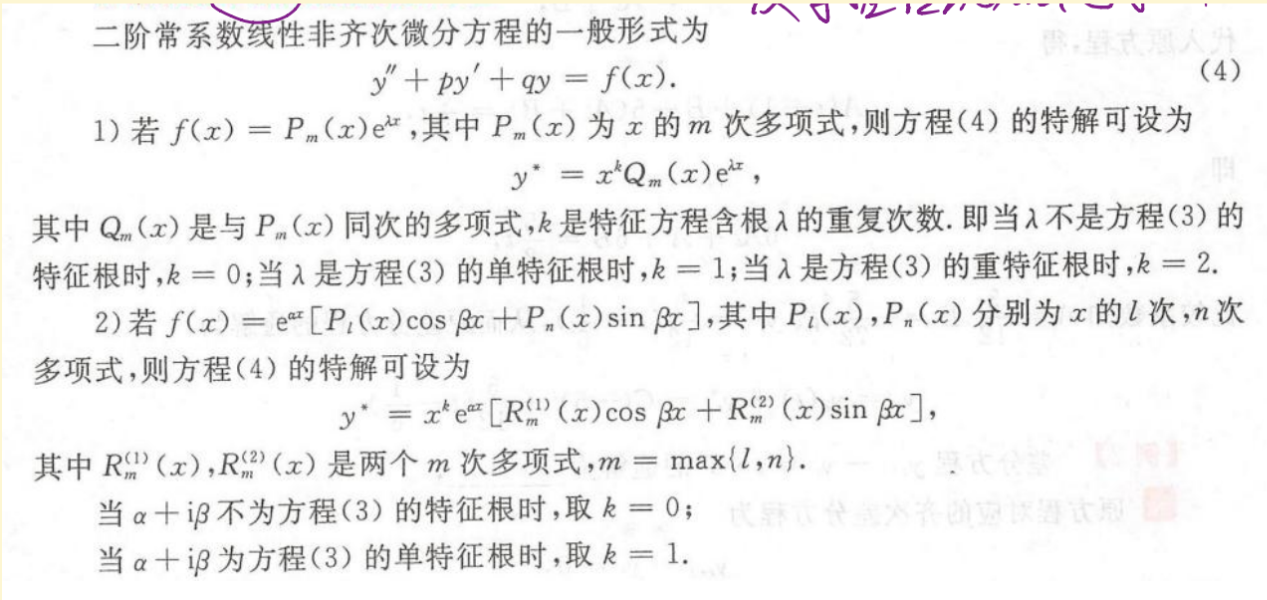 二阶常系数线性非齐次微分方程的一般形式为
y″ + py′ + qy = f(x). (4)
1) 若 f(x) = Pₘ(x)e^{λx},其中 Pₘ(x) 为 x 的 m 次多项式,则方程(4) 的特解可设为
y* = x^k Qₘ(x)e^{λx},
其中 Qₘ(x) 是与 Pₘ(x) 同次的多项式,k 是特征方程含根 λ 的重复次数. 即当 λ 不是方程(3) 的
特征根时,k = 0;当 λ 是方程(3) 的单特征根时,k = 1;当 λ 是方程(3) 的重特征根时,k = 2.
2) 若 f(x) = e^{αx}[P_l(x)cos βx + P_n(x)sin βx],其中 P_l(x),P_n(x) 分别为 x 的 l 次,n 次
多项式,则方程(4) 的特解可设为
y* = x^k e^{αx}[R_m^{(1)}(x)cos βx + R_m^{(2)}(x)sin βx],
其中 R_m^{(1)}(x),R_m^{(2)}(x) 是两个 m 次多项式,m = max{l,n}.
当 α + iβ 不为方程(3) 的特征根时,取 k = 0;
当 α + iβ 为方程(3) 的单特征根时,取 k = 1.